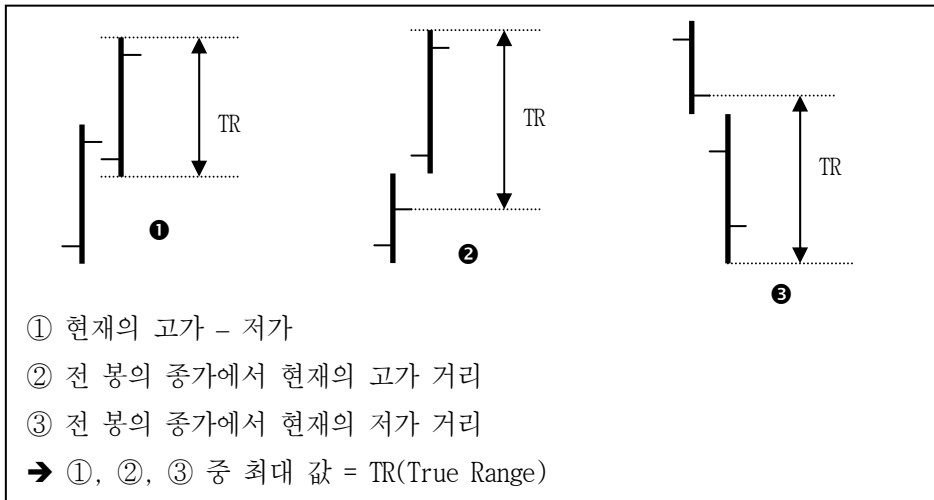 TR
TR
TR
❶
❷
❸
① 현재의 고가 – 저가
② 전 봉의 종가에서 현재의 고가 거리
③ 전 봉의 종가에서 현재의 저가 거리
➔ ①, ②, ③ 중 최대 값 = TR(True Range)